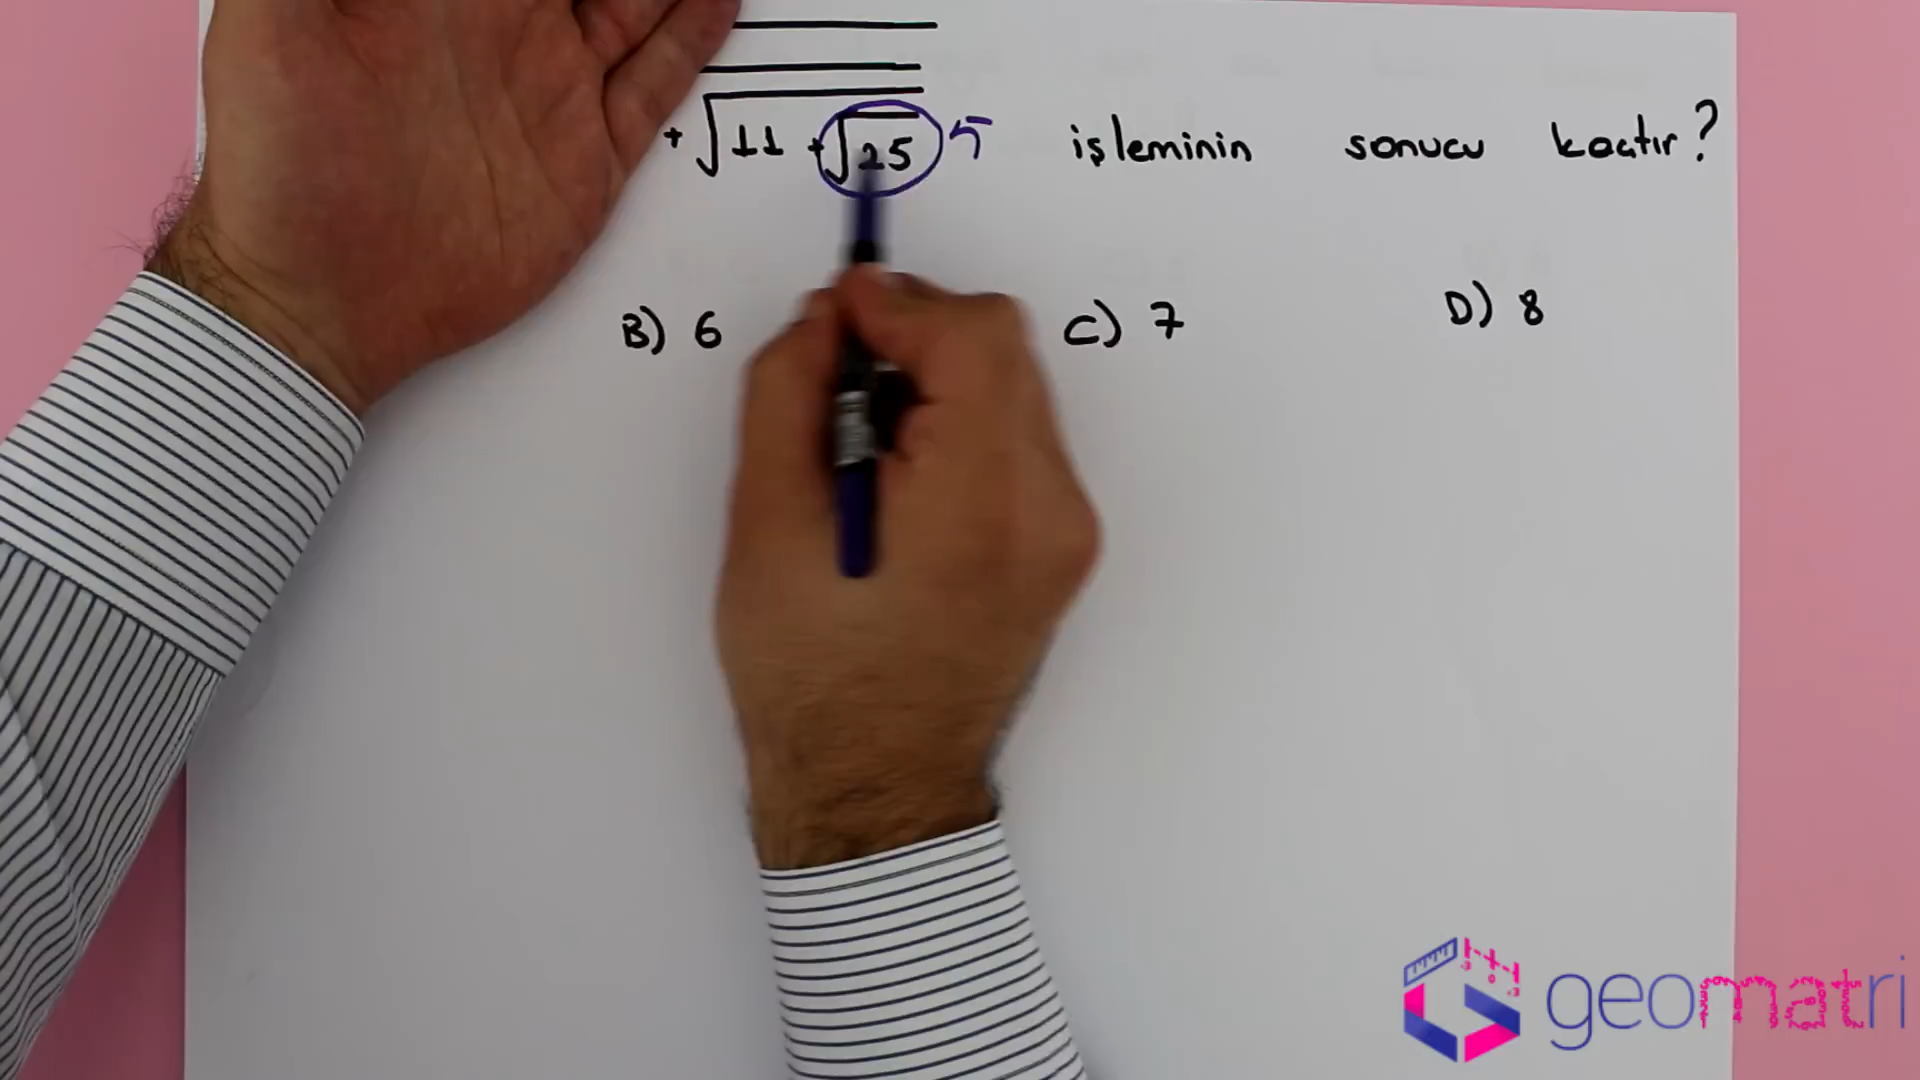 + √11 + √25 5 işleminin sonucu kaçtır?
B) 6 C) 7 D) 8
geomatri